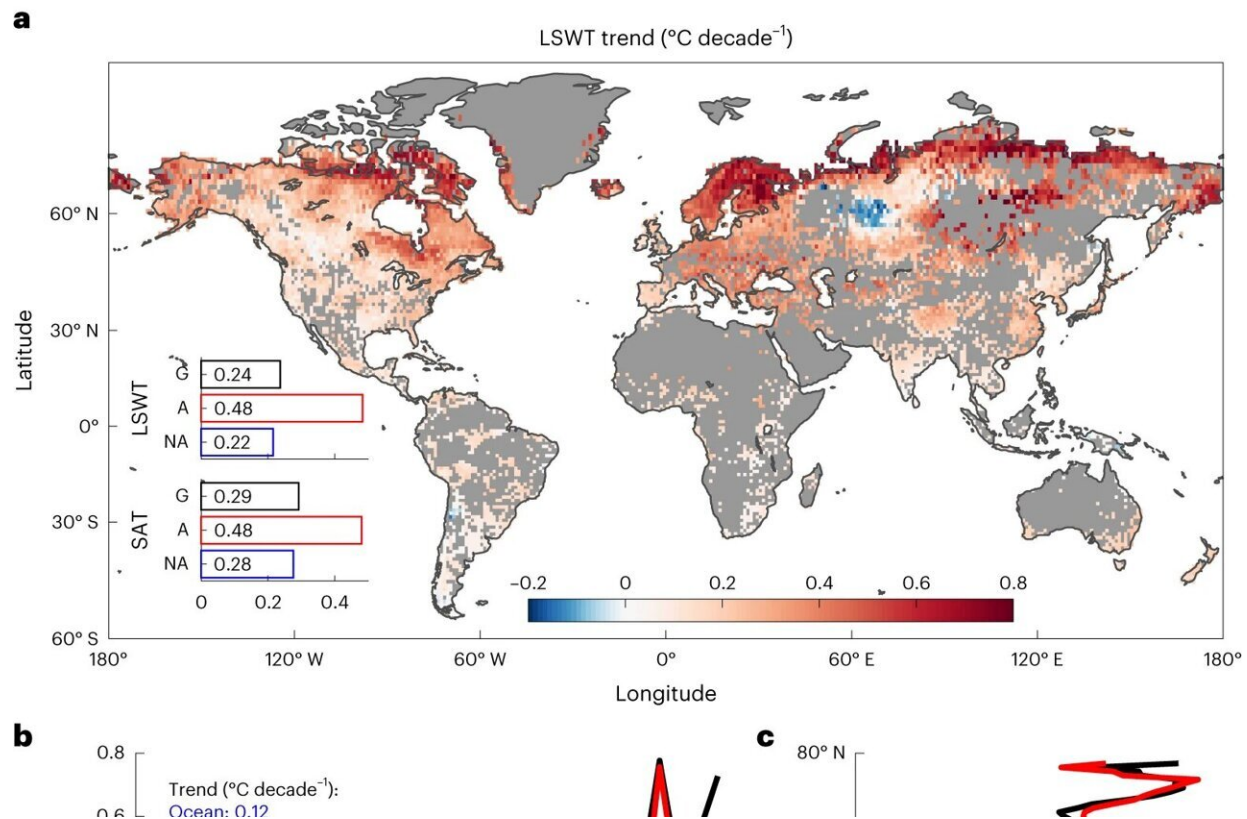 a
LSWT trend (°C decade⁻¹)
60° N
30° N
0°
30° S
60° S
Latitude
LSWT
G 0.24
A 0.48
NA 0.22
SAT
G 0.29
A 0.48
NA 0.28
0 0.2 0.4
−0.2 0 0.2 0.4 0.6 0.8
180° 120° W 60° W 0° 60° E 120° E 180°
Longitude
b
0.8
0.6
Trend (°C decade⁻¹):
Ocean: 0.12
c
80° N